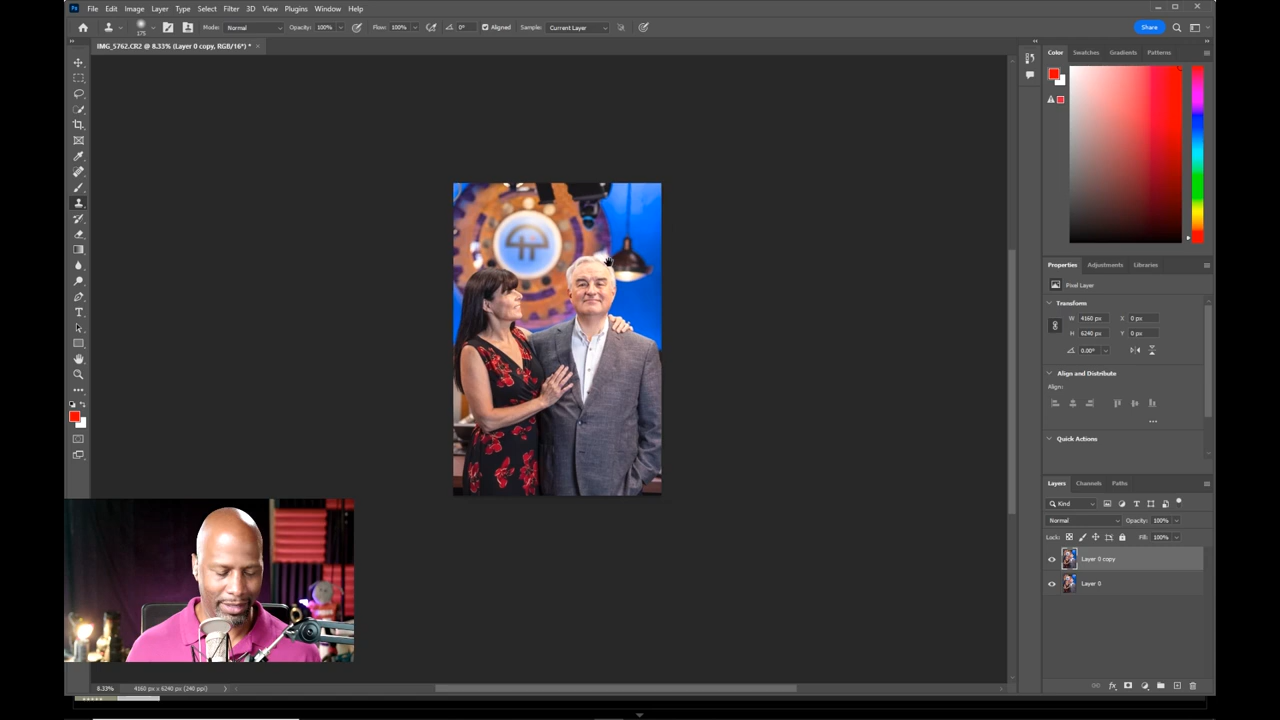 Ps File Edit Image Layer Type Select Filter 3D View Plugins Window Help
175 Mode: Normal Opacity: 100% Flow: 100% 0° Aligned Sample: Current Layer Share
IMG_5762.CR2 @ 8.33% (Layer 0 copy, RGB/16*) * ×
Color Swatches Gradients Patterns
Properties Adjustments Libraries
Pixel Layer
Transform
W 4160 px X 0 px
H 6240 px Y 0 px
0.00°
Align and Distribute
Align:
Quick Actions
Layers Channels Paths
Kind
Normal Opacity: 100%
Lock: Fill: 100%
Layer 0 copy
Layer 0
fx
8.33% 4160 px x 6240 px (240 ppi)